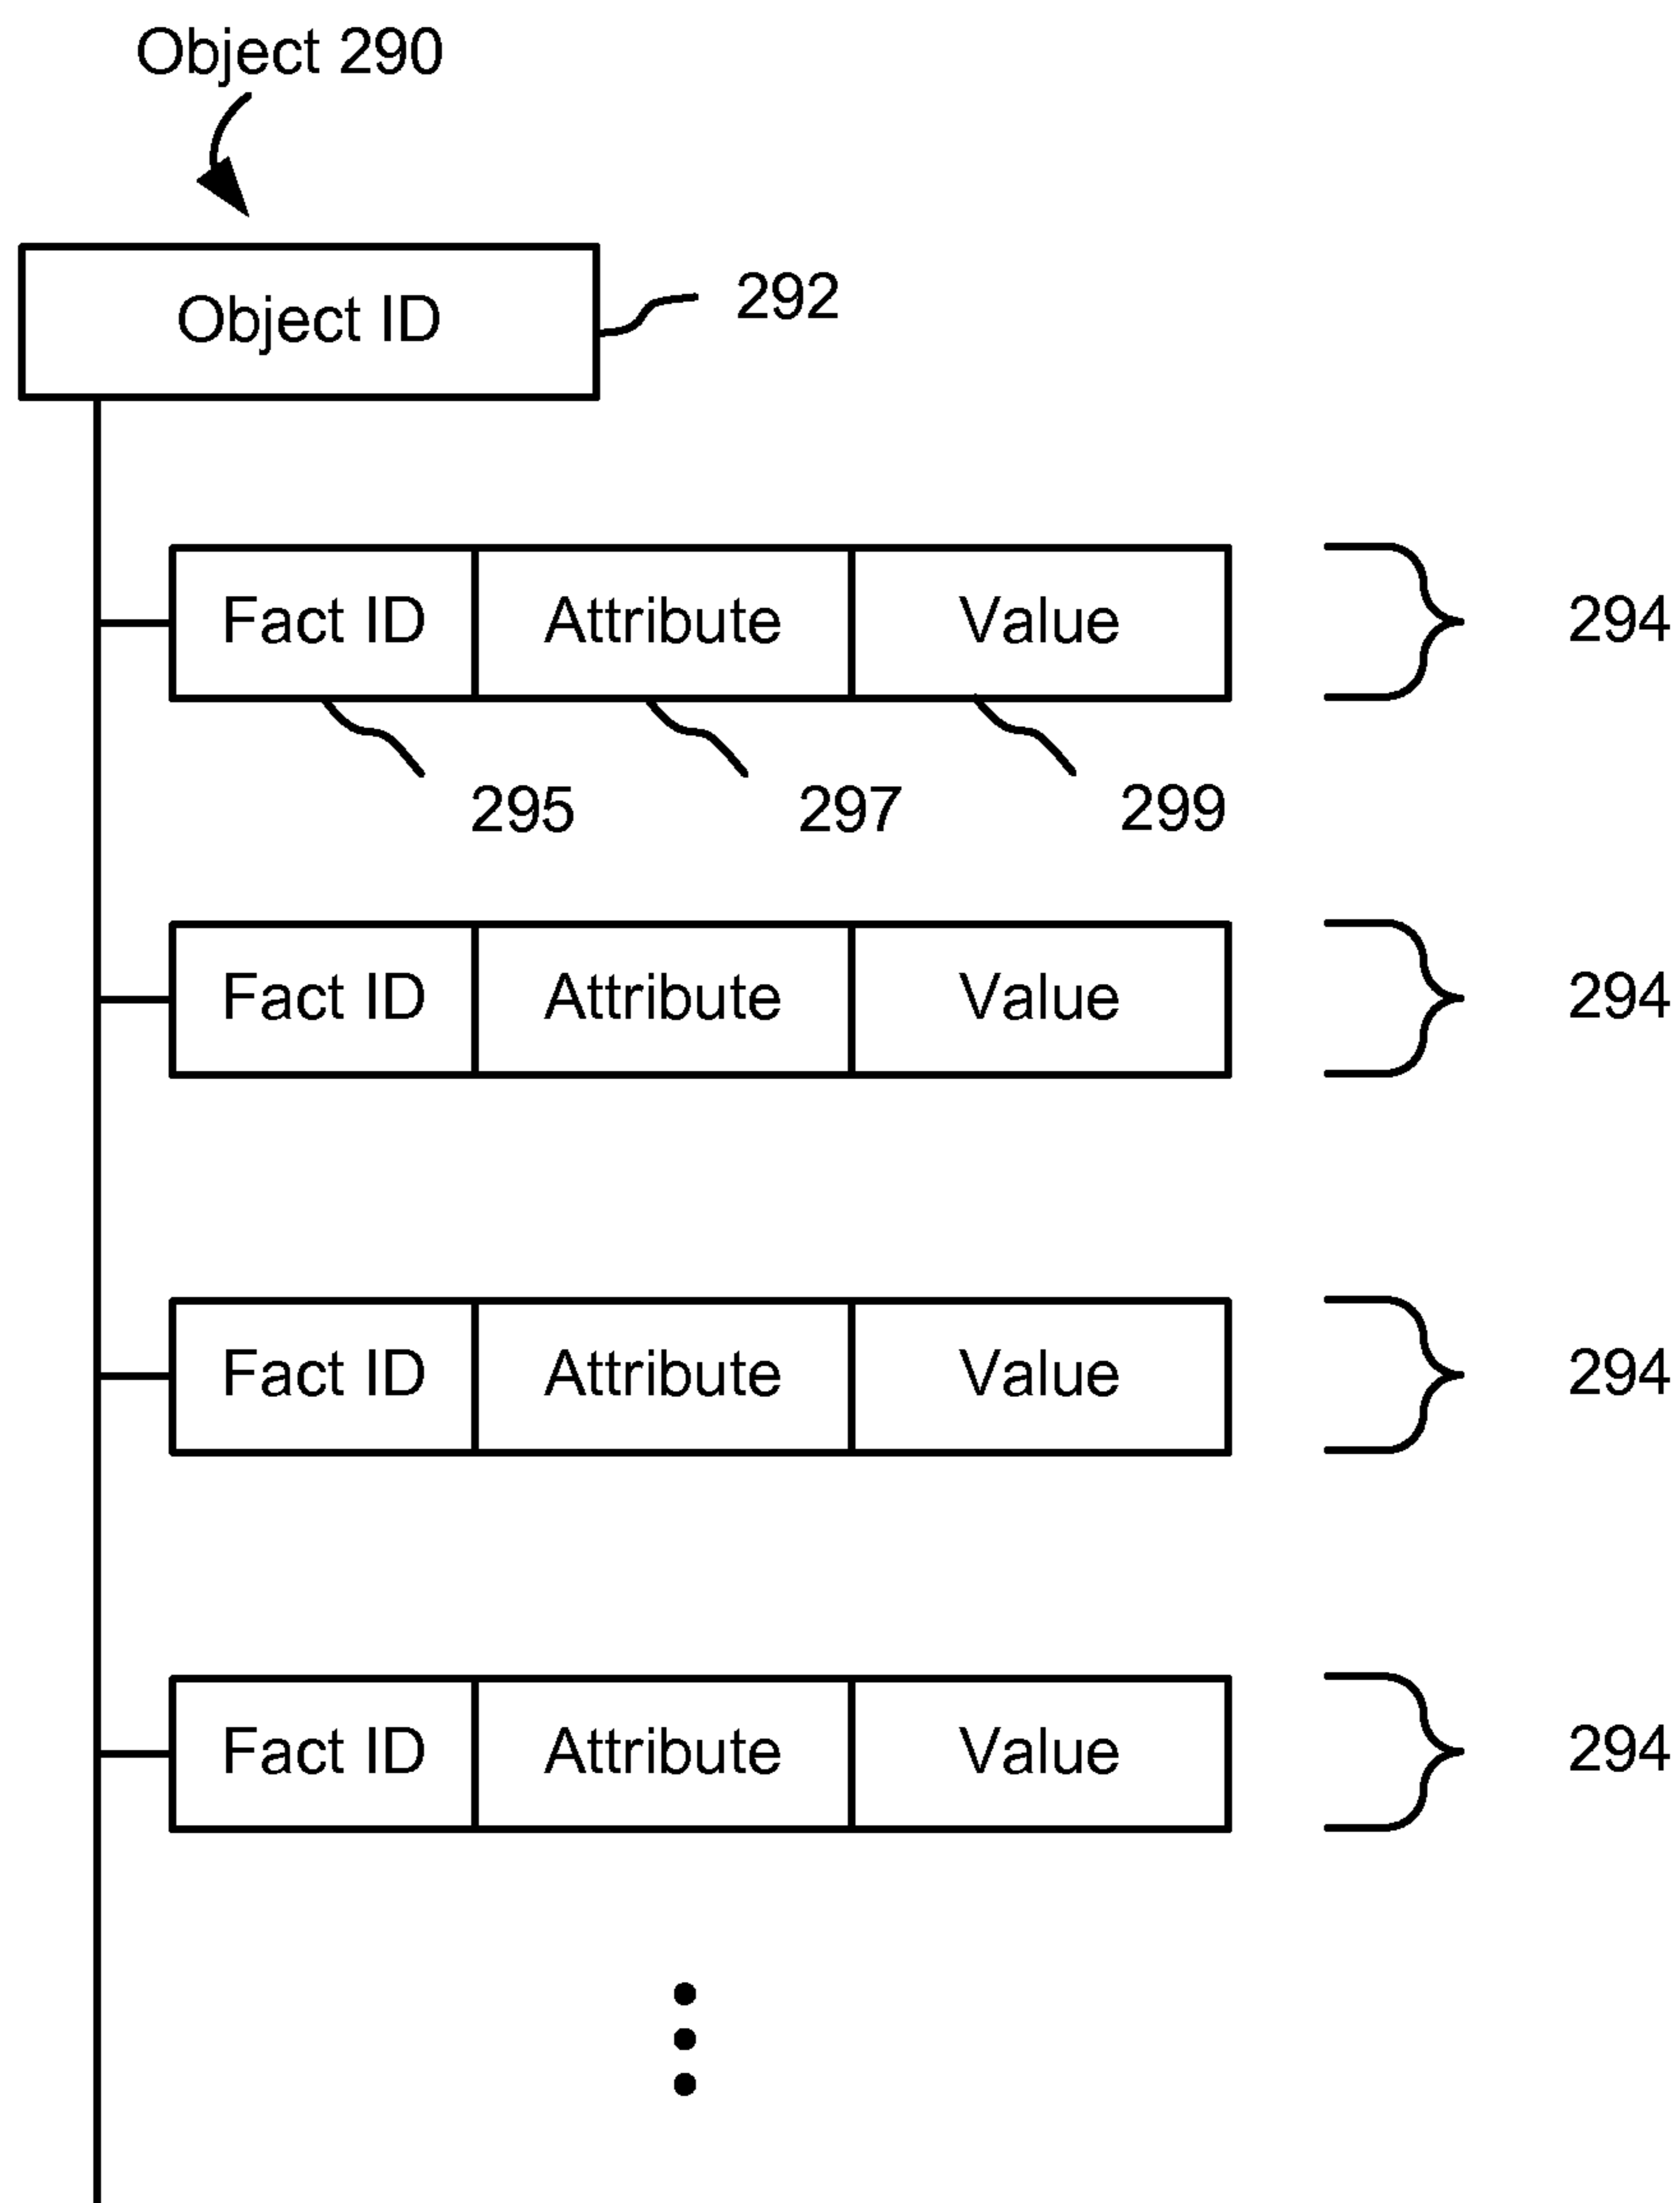 Object 290
Object ID 292
Fact ID Attribute Value 294
295 297 299
Fact ID Attribute Value 294
Fact ID Attribute Value 294
Fact ID Attribute Value 294